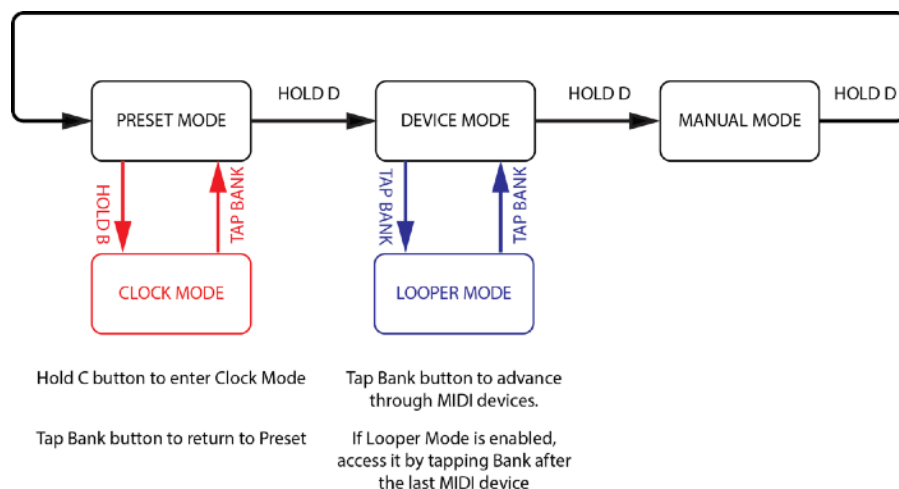 HOLD D
HOLD D
HOLD D
PRESET MODE
DEVICE MODE
MANUAL MODE
HOLD B
TAP BANK
TAP BANK
TAP BANK
CLOCK MODE
LOOPER MODE
Hold C button to enter Clock Mode
Tap Bank button to return to Preset
Tap Bank button to advance
through MIDI devices.
If Looper Mode is enabled,
access it by tapping Bank after
the last MIDI device